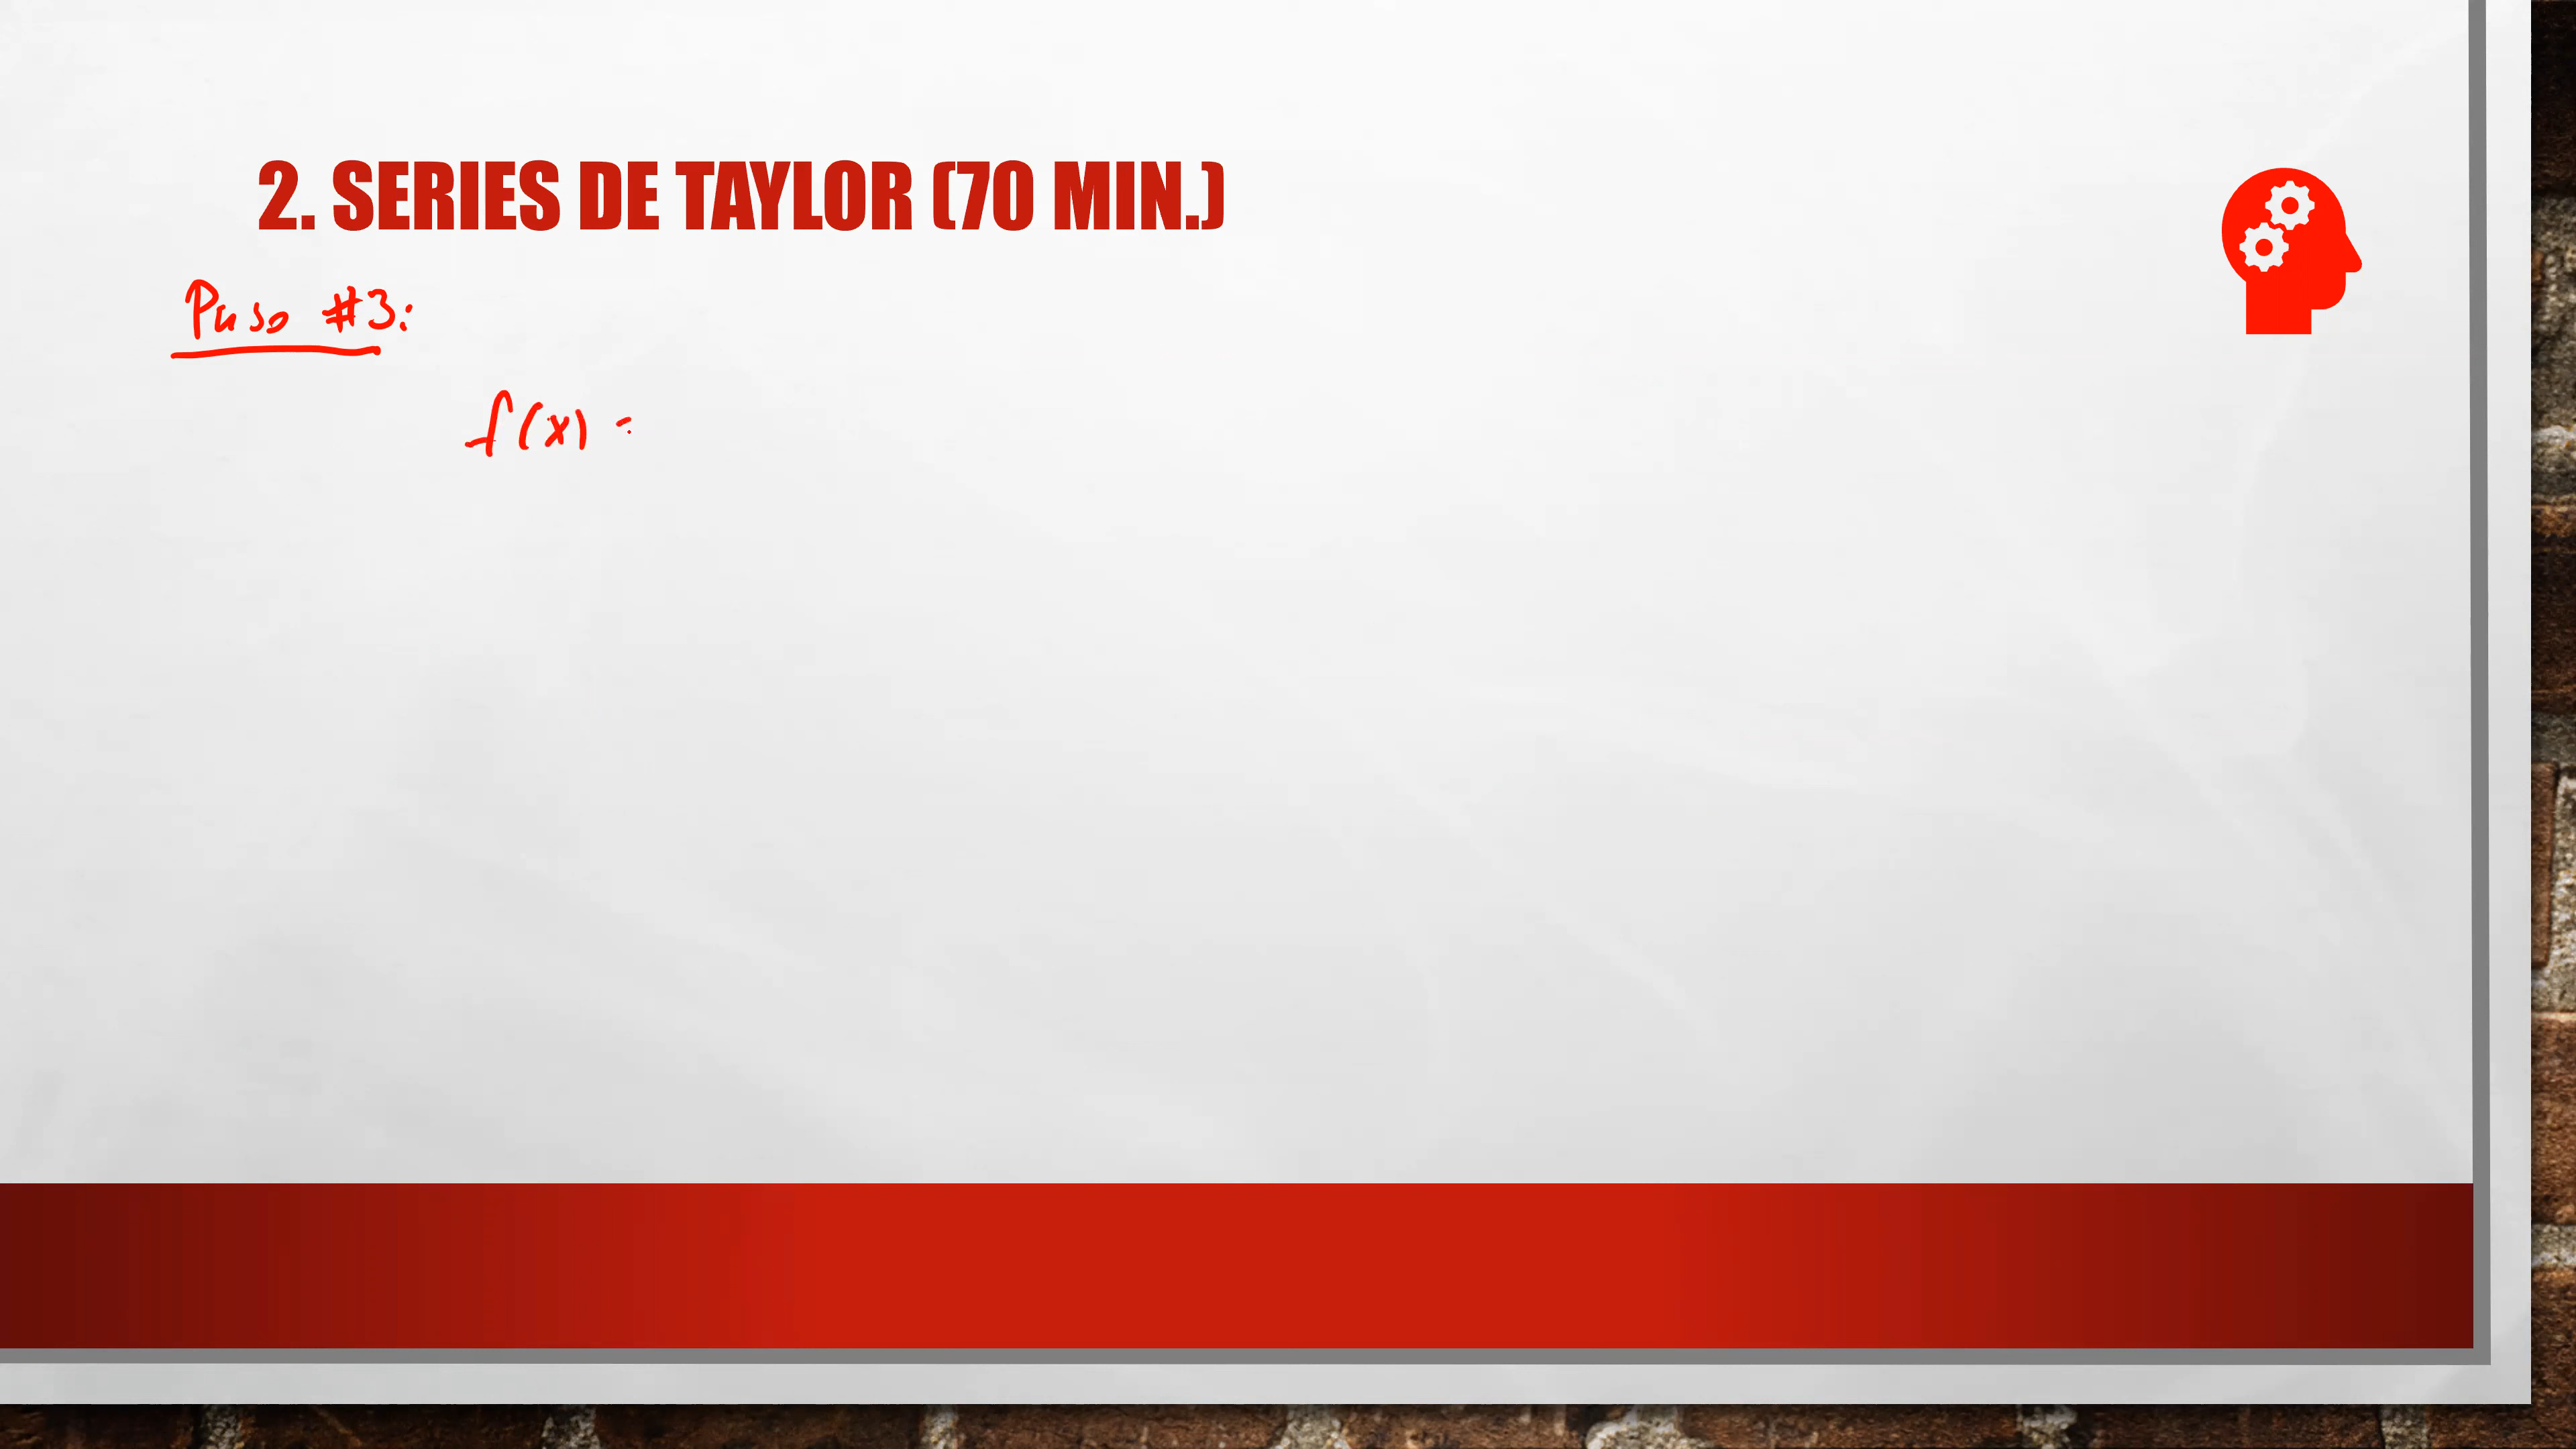 2. SERIES DE TAYLOR (70 MIN.)
Paso #3:
f(x) =